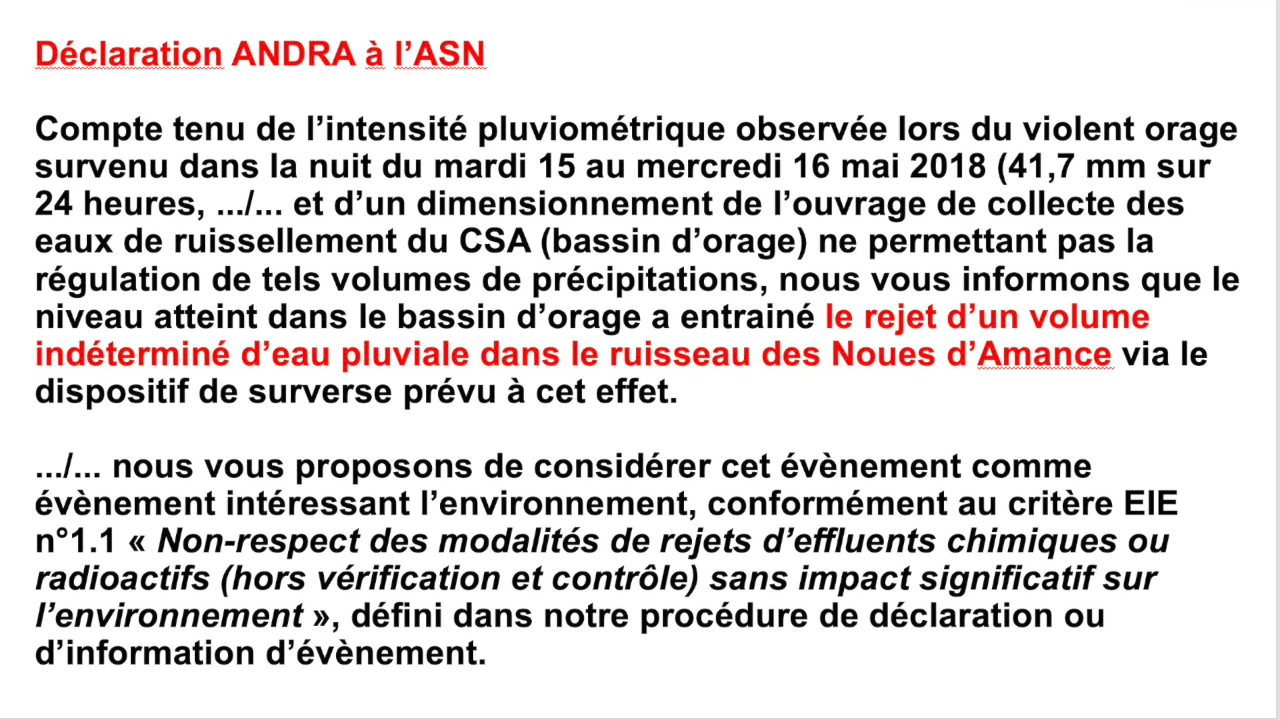 Déclaration ANDRA à l’ASN
Compte tenu de l’intensité pluviométrique observée lors du violent orage
survenu dans la nuit du mardi 15 au mercredi 16 mai 2018 (41,7 mm sur
24 heures, .../... et d’un dimensionnement de l’ouvrage de collecte des
eaux de ruissellement du CSA (bassin d’orage) ne permettant pas la
régulation de tels volumes de précipitations, nous vous informons que le
niveau atteint dans le bassin d’orage a entrainé le rejet d’un volume
indéterminé d’eau pluviale dans le ruisseau des Noues d’Amance via le
dispositif de surverse prévu à cet effet.
.../... nous vous proposons de considérer cet évènement comme
évènement intéressant l’environnement, conformément au critère EIE
n°1.1 « Non-respect des modalités de rejets d’effluents chimiques ou
radioactifs (hors vérification et contrôle) sans impact significatif sur
l’environnement », défini dans notre procédure de déclaration ou
d’information d’évènement.